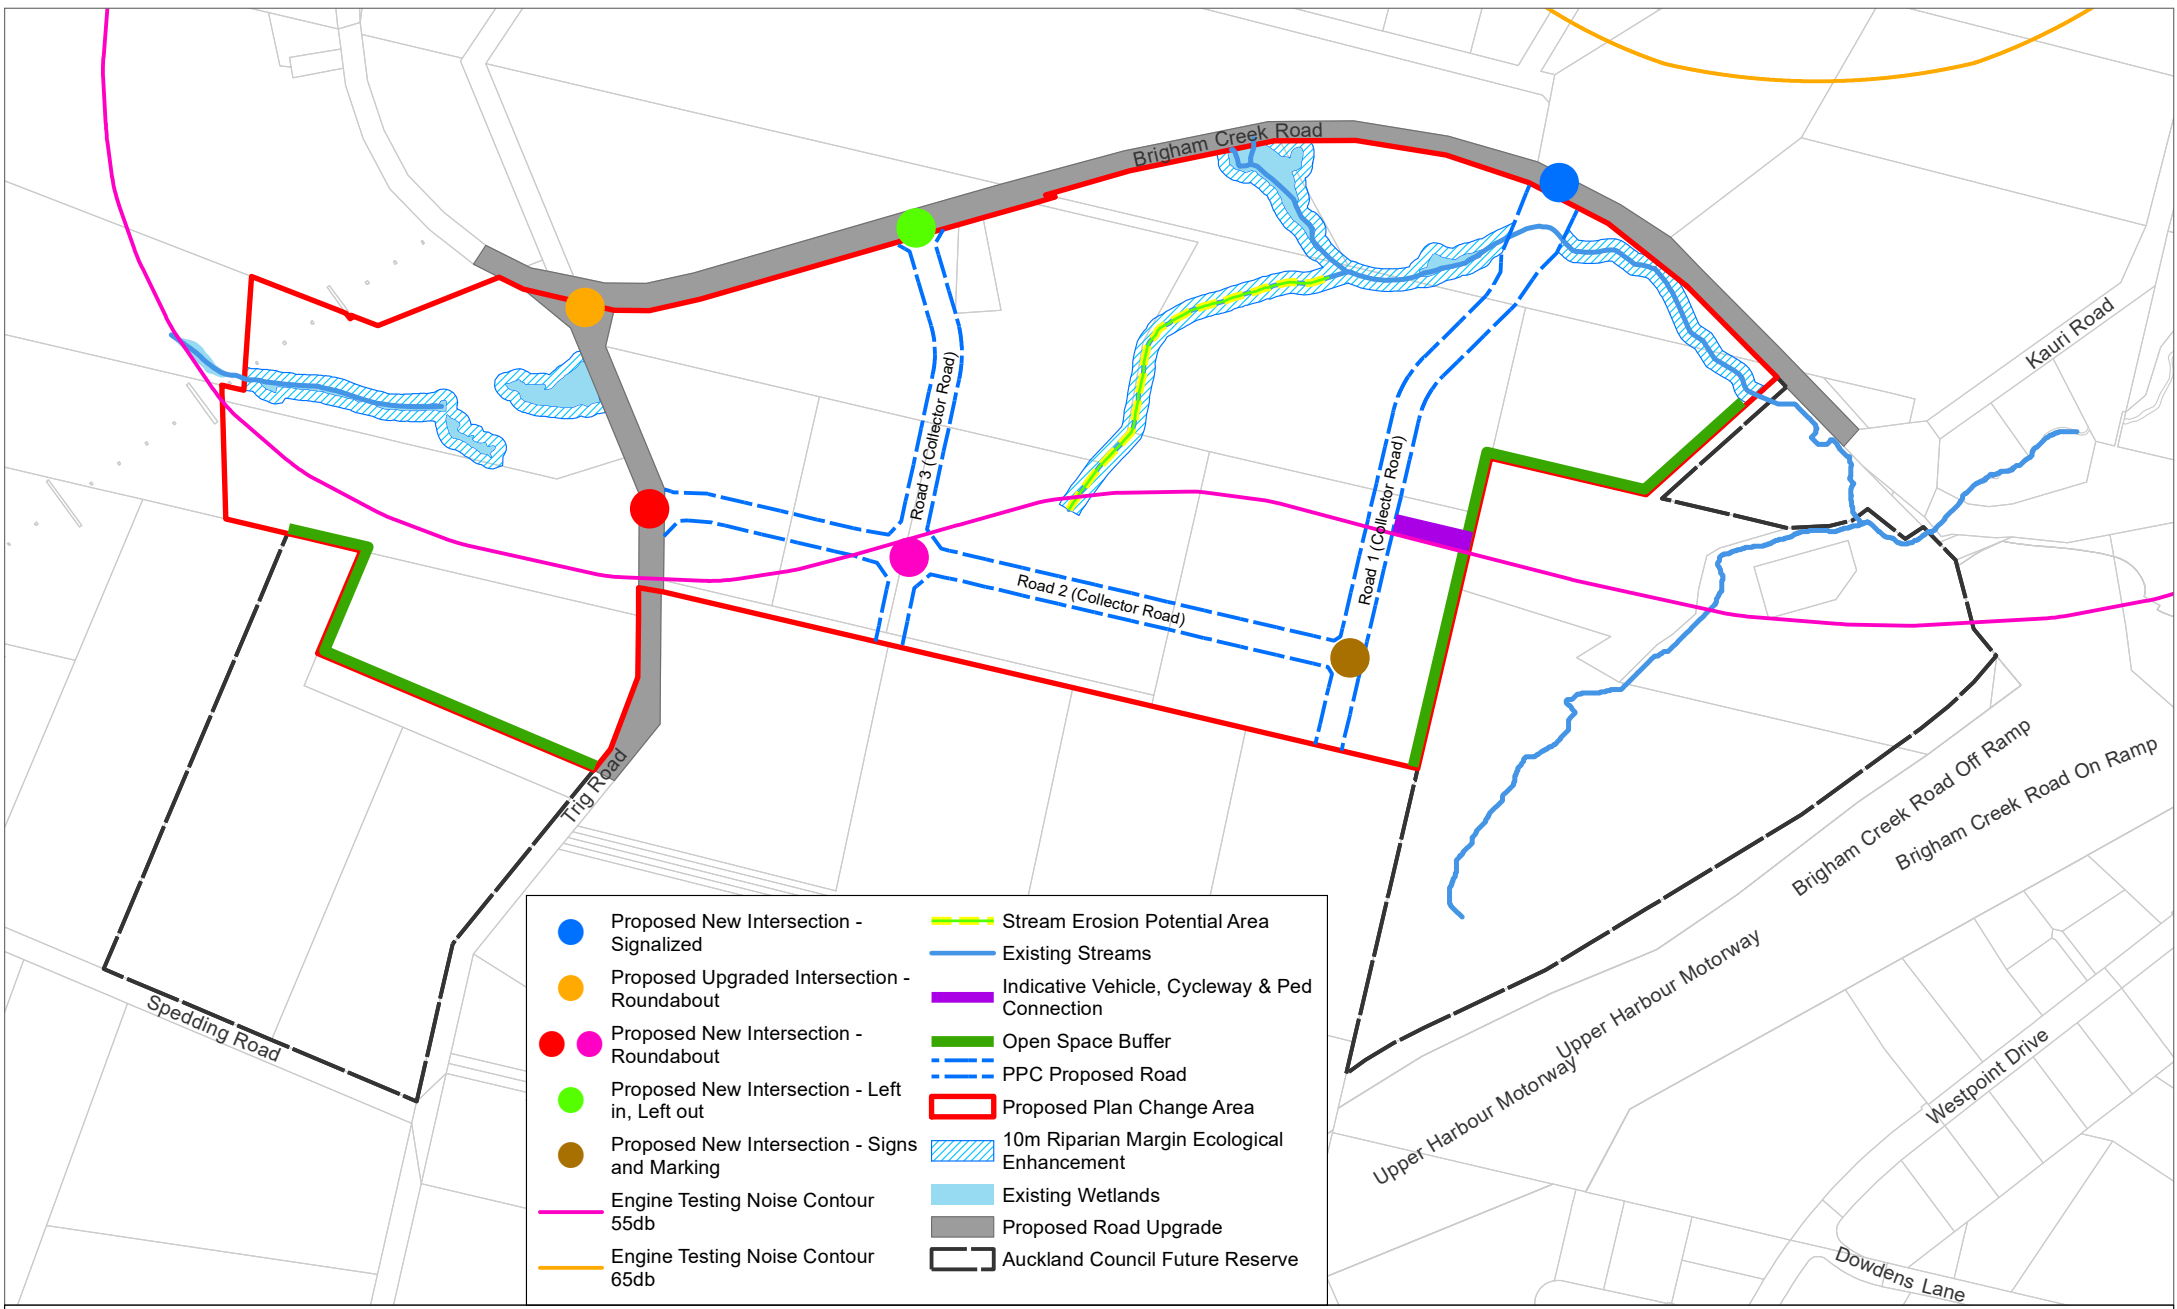 Brigham Creek Road
Kauri Road
Road 3 (Collector Road)
Road 1 (Collector Road)
Road 2 (Collector Road)
Trig Road
Brigham Creek Road Off Ramp
Brigham Creek Road On Ramp
Upper Harbour Motorway
Upper Harbour Motorway
Spedding Road
Westpoint Drive
Dowdens Lane
Proposed New Intersection -
Signalized
Proposed Upgraded Intersection -
Roundabout
Proposed New Intersection -
Roundabout
Proposed New Intersection - Left
in, Left out
Proposed New Intersection - Signs
and Marking
Engine Testing Noise Contour
55db
Engine Testing Noise Contour
65db
Stream Erosion Potential Area
Existing Streams
Indicative Vehicle, Cycleway & Ped
Connection
Open Space Buffer
PPC Proposed Road
Proposed Plan Change Area
10m Riparian Margin Ecological
Enhancement
Existing Wetlands
Proposed Road Upgrade
Auckland Council Future Reserve